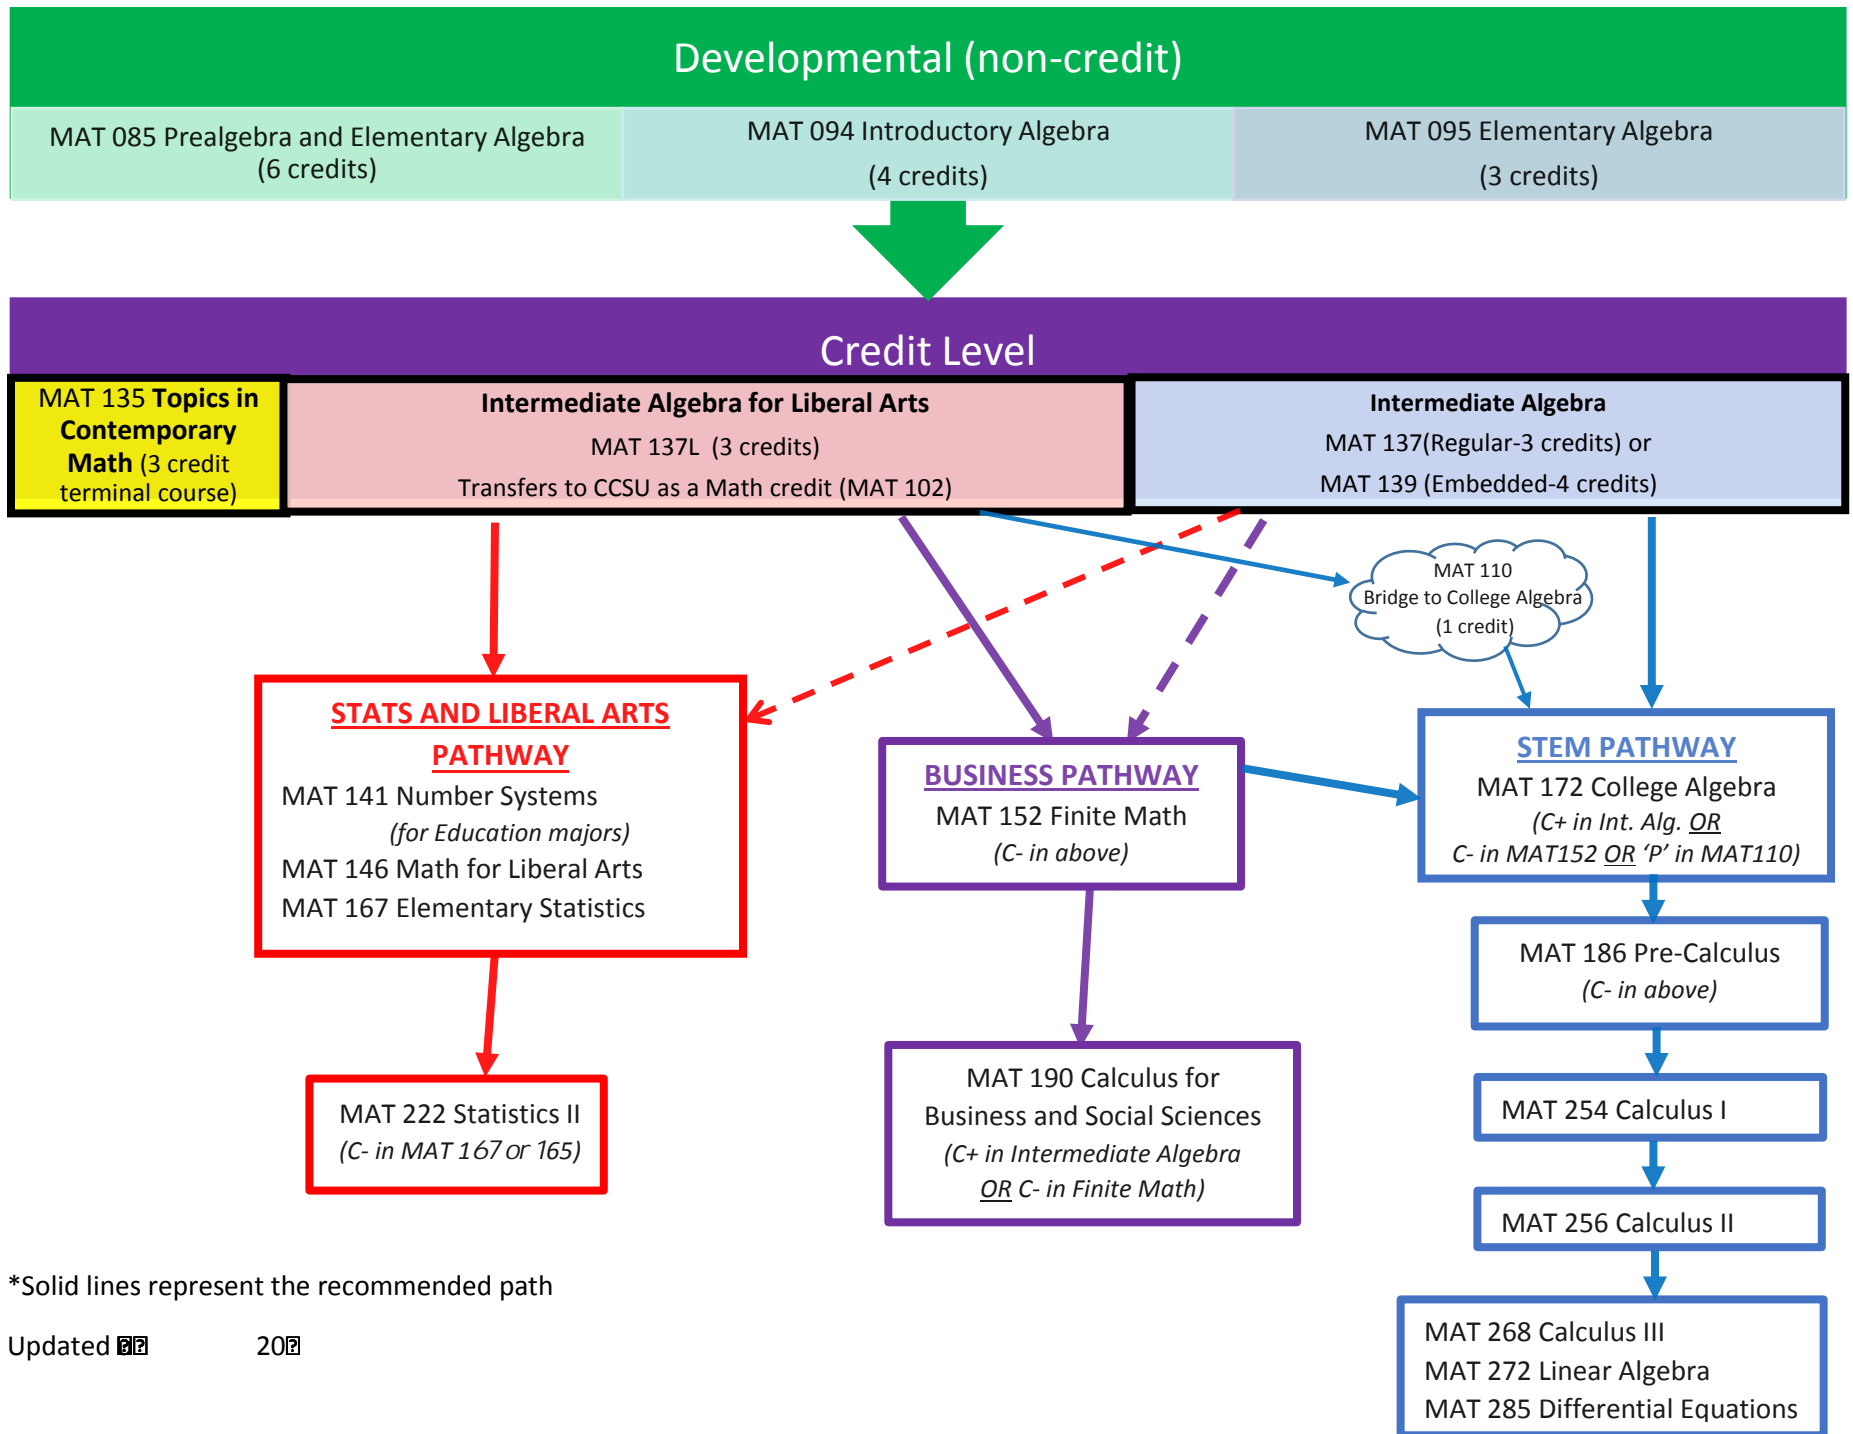 Developmental (non-credit)
MAT 085 Prealgebra and Elementary Algebra
(6 credits)
MAT 094 Introductory Algebra
(4 credits)
MAT 095 Elementary Algebra
(3 credits)
Credit Level
MAT 135 Topics in
Contemporary
Math (3 credit
terminal course)
Intermediate Algebra for Liberal Arts
MAT 137L (3 credits)
Transfers to CCSU as a Math credit (MAT 102)
Intermediate Algebra
MAT 137(Regular-3 credits) or
MAT 139 (Embedded-4 credits)
MAT 110
Bridge to College Algebra
(1 credit)
STATS AND LIBERAL ARTS
PATHWAY
MAT 141 Number Systems
(for Education majors)
MAT 146 Math for Liberal Arts
MAT 167 Elementary Statistics
BUSINESS PATHWAY
MAT 152 Finite Math
(C- in above)
STEM PATHWAY
MAT 172 College Algebra
(C+ in Int. Alg. OR
C- in MAT152 OR ‘P’ in MAT110)
MAT 186 Pre-Calculus
(C- in above)
MAT 222 Statistics II
(C- in MAT 167 or 165)
MAT 190 Calculus for
Business and Social Sciences
(C+ in Intermediate Algebra
OR C- in Finite Math)
MAT 254 Calculus I
MAT 256 Calculus II
MAT 268 Calculus III
MAT 272 Linear Algebra
MAT 285 Differential Equations
*Solid lines represent the recommended path
Updated 20